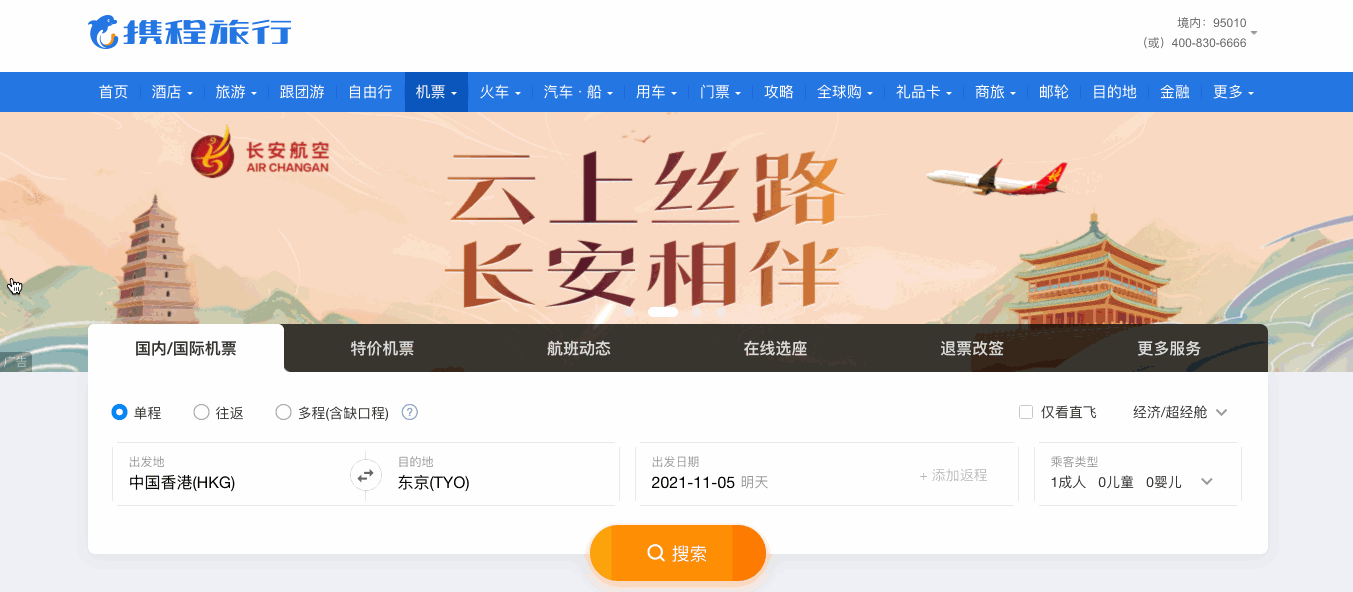 携程旅行
境内：95010
（或）400-830-6666
首页 酒店 旅游 跟团游 自由行 机票 火车 汽车·船 用车 门票 攻略 全球购 礼品卡 商旅 邮轮 目的地 金融 更多
长安航空
AIR CHANGAN
云上丝路
长安相伴
广告
国内/国际机票 特价机票 航班动态 在线选座 退票改签 更多服务
单程 往返 多程(含缺口程) ? 仅看直飞 经济/超经舱
出发地 目的地 出发日期 乘客类型
中国香港(HKG) 东京(TYO) 2021-11-05 明天 + 添加返程 1成人 0儿童 0婴儿
搜索